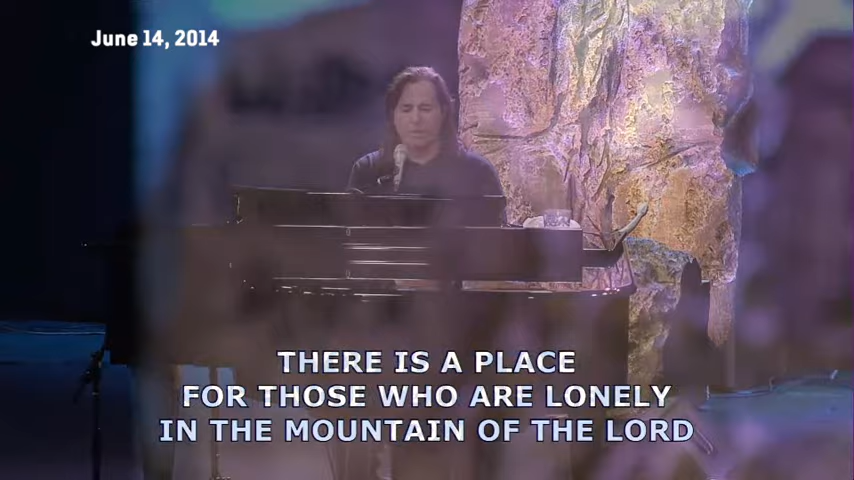 June 14, 2014
THERE IS A PLACE
FOR THOSE WHO ARE LONELY
IN THE MOUNTAIN OF THE LORD